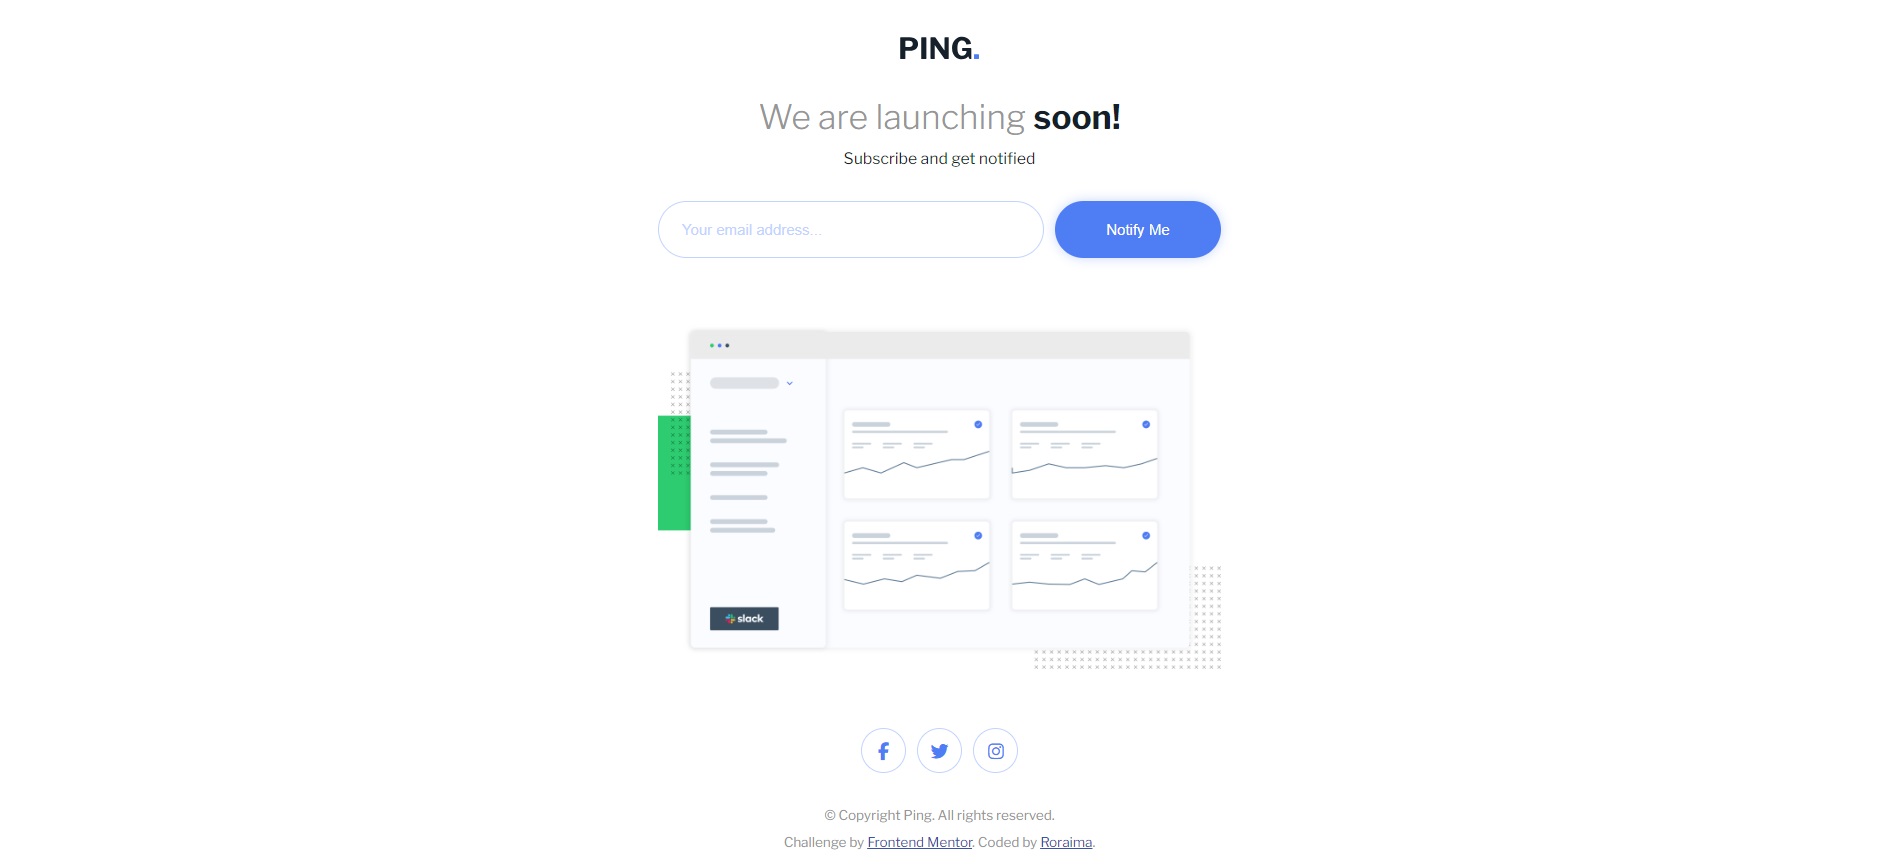 PING.
We are launching soon!
Subscribe and get notified
Your email address...
Notify Me
slack
© Copyright Ping. All rights reserved.
Challenge by Frontend Mentor. Coded by Roraima.